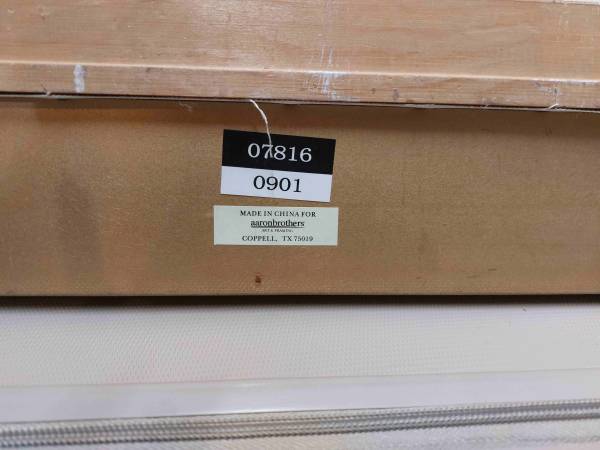 07816
0901
MADE IN CHINA FOR
aaronbrothers
ART & FRAMING
COPPELL, TX 75019